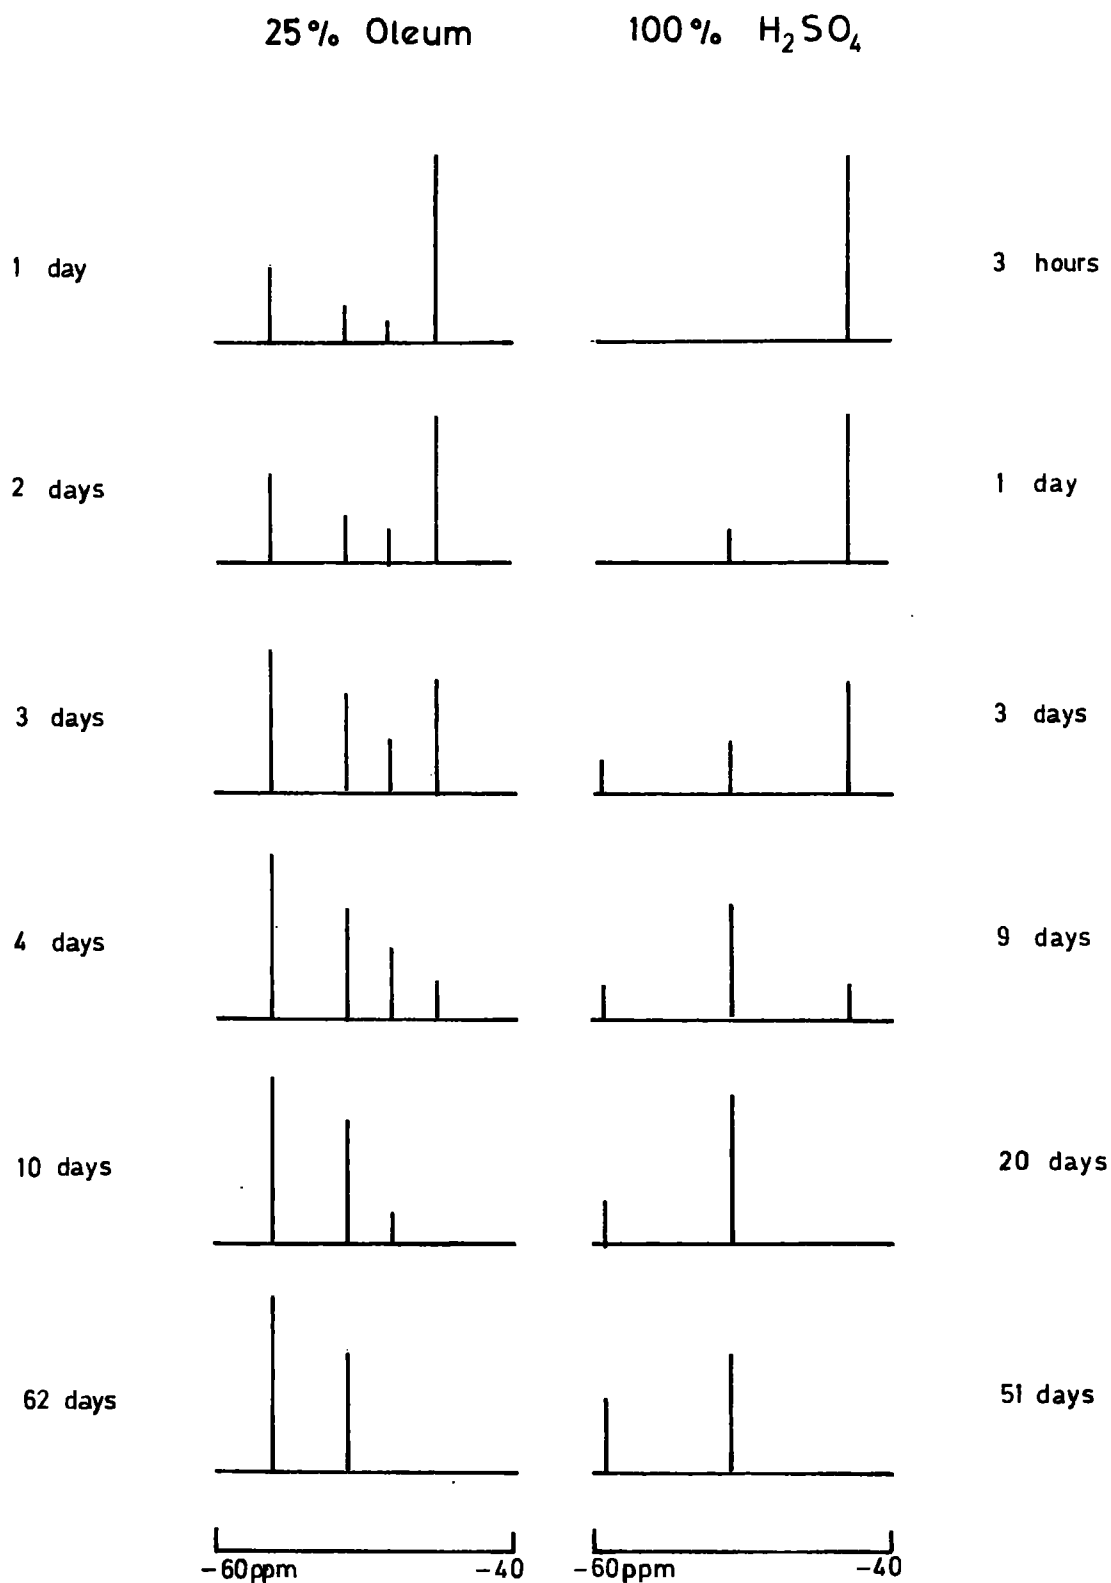 25% Oleum 100% H₂SO₄
1 day 3 hours
2 days 1 day
3 days 3 days
4 days 9 days
10 days 20 days
62 days 51 days
-60ppm -40 -60ppm -40